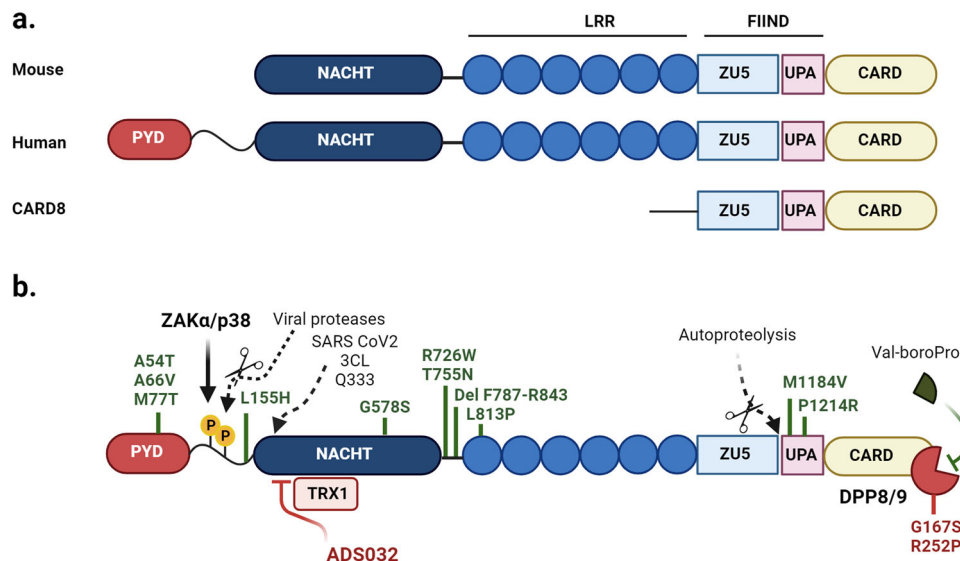 a.
LRR FIIND
Mouse NACHT ZU5 UPA CARD
Human PYD NACHT ZU5 UPA CARD
CARD8 ZU5 UPA CARD
b.
ZAKα/p38
Viral proteases
SARS CoV2
3CL
Q333
Autoproteolysis
Val-boroPro
A54T
A66V
M77T
L155H
G578S
R726W
T755N
Del F787-R843
L813P
M1184V
P1214R
P
P
PYD NACHT ZU5 UPA CARD
TRX1
DPP8/9
ADS032
G167S
R252P